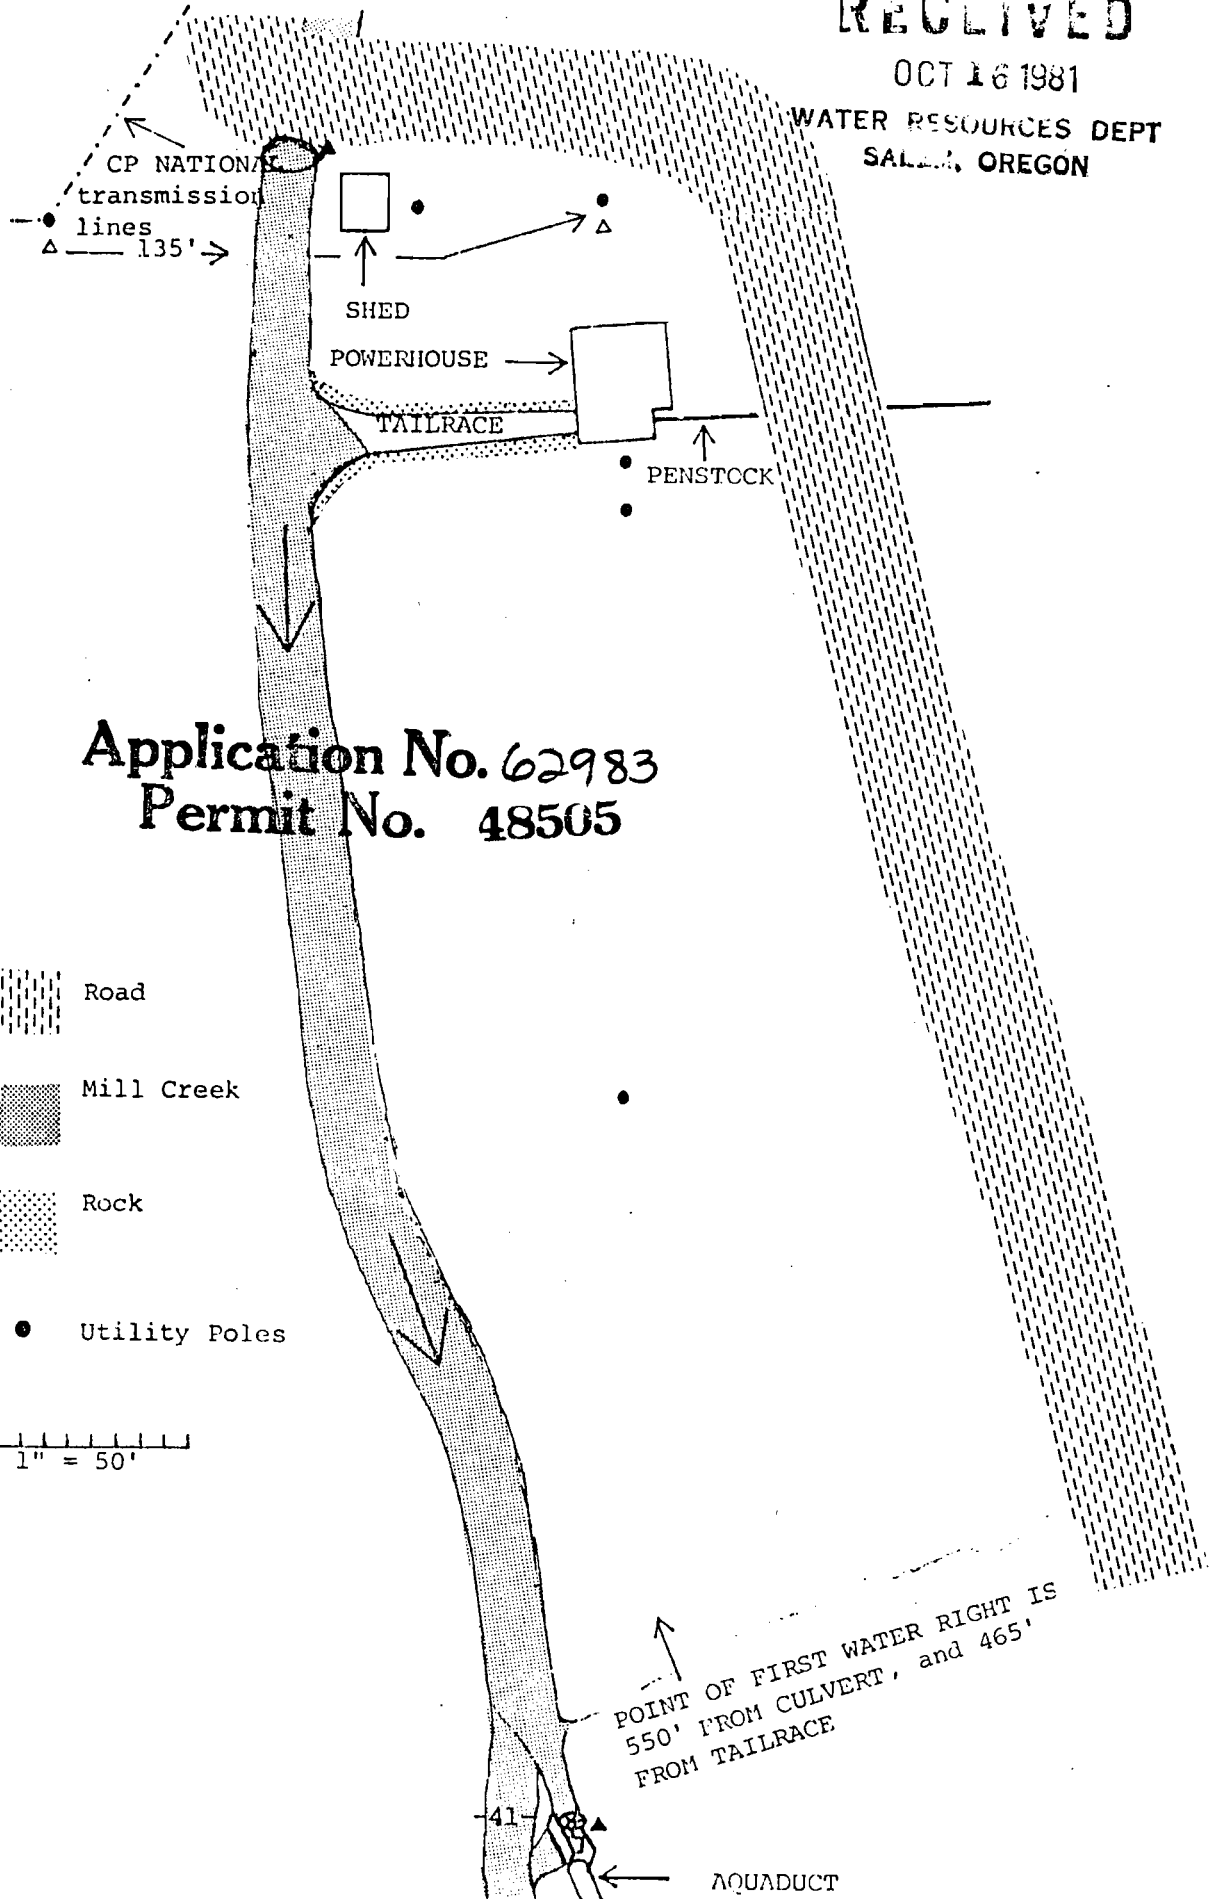 RECEIVED
OCT 16 1981
WATER RESOURCES DEPT
SALEM, OREGON
CP NATIONAL
transmission
lines
135'
SHED
POWERHOUSE
TAILRACE
PENSTOCK
Application No. 62983
Permit No. 48505
Road
Mill Creek
Rock
Utility Poles
1" = 50'
POINT OF FIRST WATER RIGHT IS
550' FROM CULVERT, and 465'
FROM TAILRACE
-41-
AQUADUCT